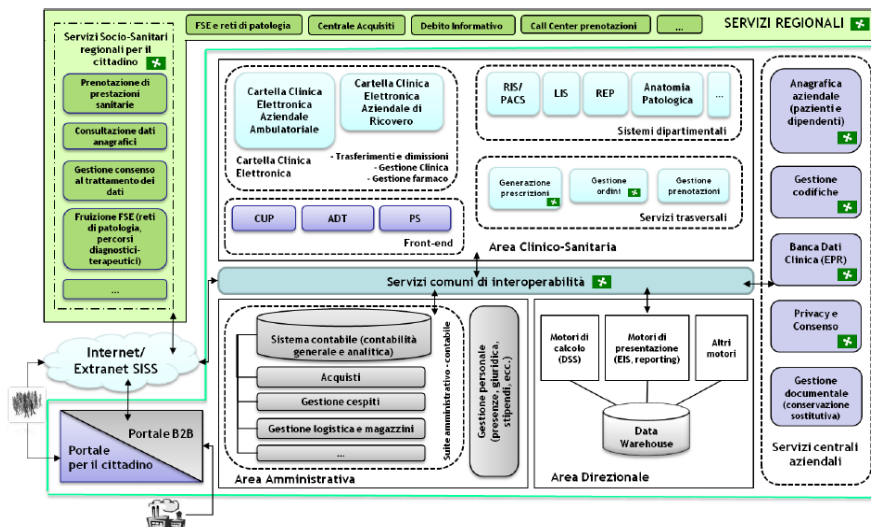 FSE e reti di patologia
Centrale Acquisiti
Debito Informativo
Call Center prenotazioni
...
SERVIZI REGIONALI
Servizi Socio-Sanitari
regionali per il
cittadino
Prenotazione di
prestazioni
sanitarie
Consultazione dati
anagrafici
Gestione consenso
al trattamento dei
dati
Fruizione FSE (reti
di patologia,
percorsi
diagnostici-
terapeutici)
...
Cartella Clinica
Elettronica
Aziendale
Ambulatoriale
Cartella Clinica
Elettronica
Aziendale di
Ricovero
Cartella Clinica
Elettronica
- Trasferimenti e dimissioni
- Gestione Clinica
- Gestione farmaco
RIS/
PACS
LIS
REP
Anatomia
Patologica
...
Sistemi dipartimentali
Generazione
prescrizioni
Gestione
ordini
Gestione
prenotazioni
Servizi trasversali
CUP
ADT
PS
Front-end
Area Clinico-Sanitaria
Servizi comuni di interoperabilità
Anagrafica
aziendale
(pazienti e
dipendenti)
Gestione
codifiche
Banca Dati
Clinica (EPR)
Privacy e
Consenso
Gestione
documentale
(conservazione
sostitutiva)
Servizi centrali
aziendali
Internet/
Extranet SISS
Portale B2B
Portale
per il cittadino
Sistema contabile (contabilità
generale e analitica)
Acquisti
Gestione cespiti
Gestione logistica e magazzini
...
Suite amministrativo - contabile
Gestione personale
(presenze, giuridica,
stipendi, ecc.)
Area Amministrativa
Motori di
calcolo
(DSS)
Motori di
presentazione
(EIS, reporting)
Altri
motori
Data
Warehouse
Area Direzionale